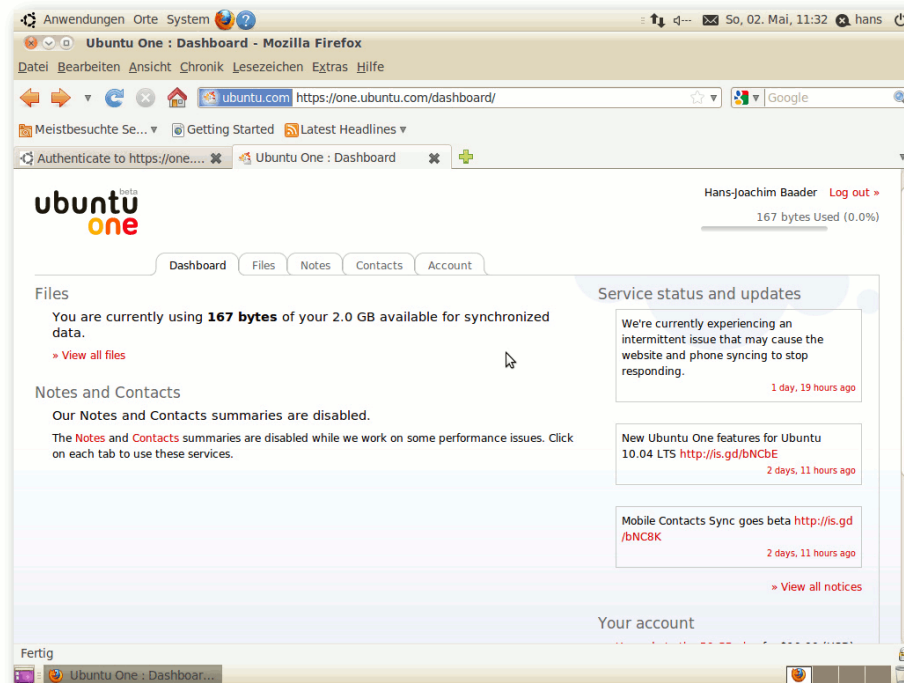 Anwendungen Orte System So, 02. Mai, 11:32 hans
Ubuntu One : Dashboard - Mozilla Firefox
Datei Bearbeiten Ansicht Chronik Lesezeichen Extras Hilfe
ubuntu.com https://one.ubuntu.com/dashboard/ Google
Meistbesuchte Se... Getting Started Latest Headlines
Authenticate to https://one.... Ubuntu One : Dashboard
ubuntu one beta
Hans-Joachim Baader Log out »
167 bytes Used (0.0%)
Dashboard Files Notes Contacts Account
Files
You are currently using 167 bytes of your 2.0 GB available for synchronized
data.
» View all files
Notes and Contacts
Our Notes and Contacts summaries are disabled.
The Notes and Contacts summaries are disabled while we work on some performance issues. Click
on each tab to use these services.
Service status and updates
We're currently experiencing an
intermittent issue that may cause the
website and phone syncing to stop
responding.
1 day, 19 hours ago
New Ubuntu One features for Ubuntu
10.04 LTS http://is.gd/bNCbE
2 days, 11 hours ago
Mobile Contacts Sync goes beta http://is.gd
/bNC8K
2 days, 11 hours ago
» View all notices
Your account
Fertig
Ubuntu One : Dashboar...